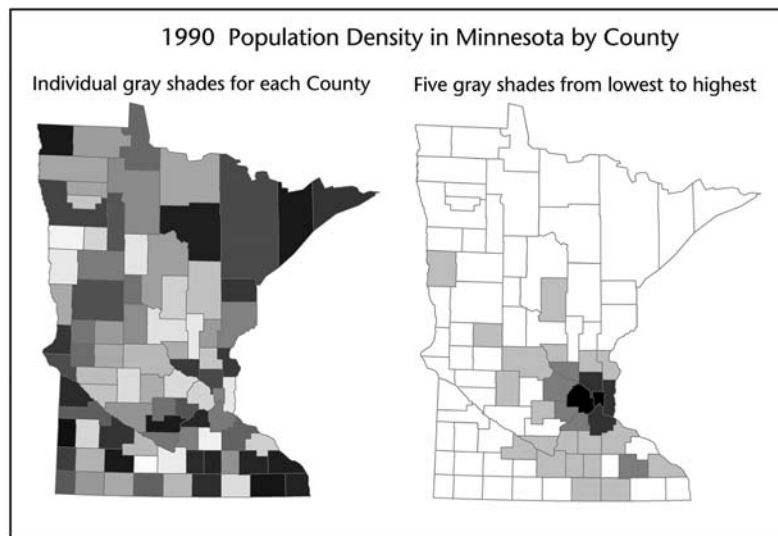 1990 Population Density in Minnesota by County
Individual gray shades for each County
Five gray shades from lowest to highest